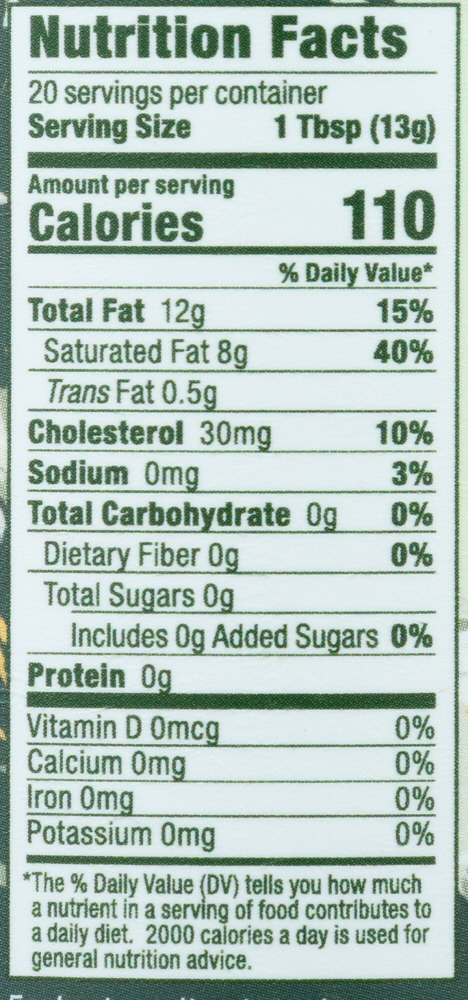 Nutrition Facts
20 servings per container
Serving Size 1 Tbsp (13g)
Amount per serving
Calories 110
% Daily Value*
Total Fat 12g 15%
Saturated Fat 8g 40%
Trans Fat 0.5g
Cholesterol 30mg 10%
Sodium 0mg 3%
Total Carbohydrate 0g 0%
Dietary Fiber 0g 0%
Total Sugars 0g
Includes 0g Added Sugars 0%
Protein 0g
Vitamin D 0mcg 0%
Calcium 0mg 0%
Iron 0mg 0%
Potassium 0mg 0%
*The % Daily Value (DV) tells you how much
a nutrient in a serving of food contributes to
a daily diet. 2000 calories a day is used for
general nutrition advice.